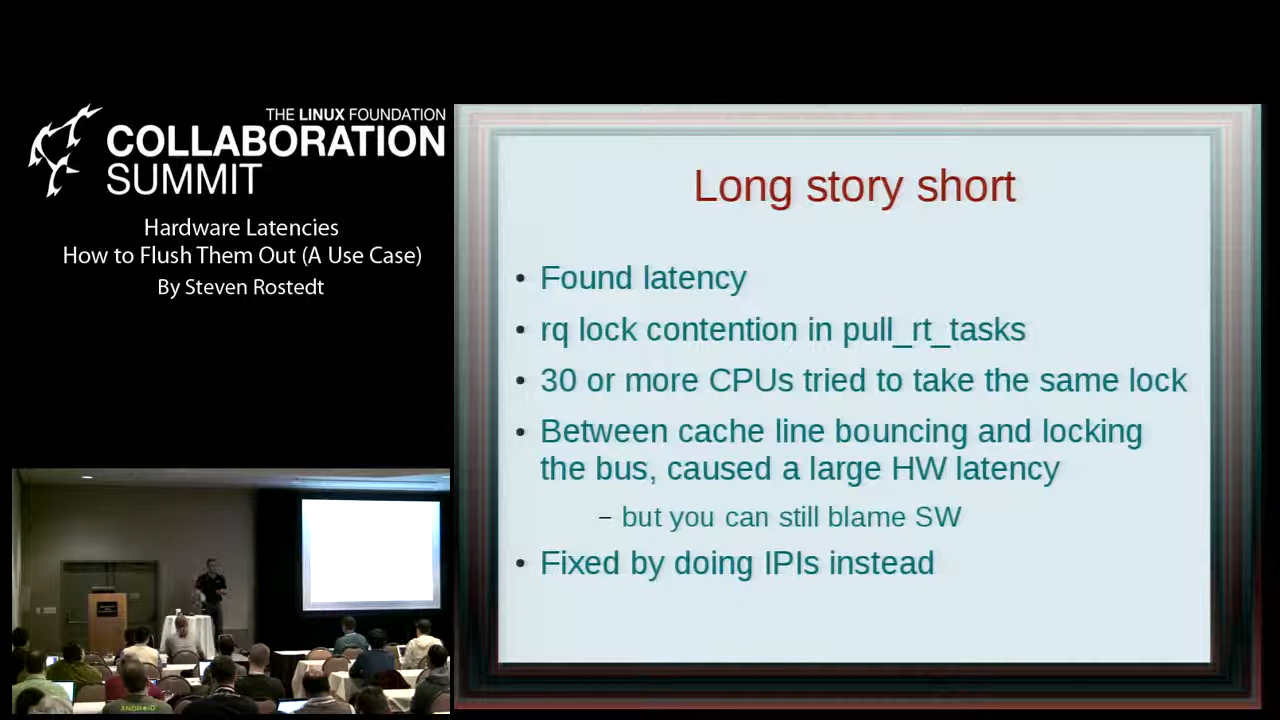 THE LINUX FOUNDATION
COLLABORATION
SUMMIT
Hardware Latencies
How to Flush Them Out (A Use Case)
By Steven Rostedt
Long story short
• Found latency
• rq lock contention in pull_rt_tasks
• 30 or more CPUs tried to take the same lock
• Between cache line bouncing and locking
the bus, caused a large HW latency
– but you can still blame SW
• Fixed by doing IPIs instead
ANDROID